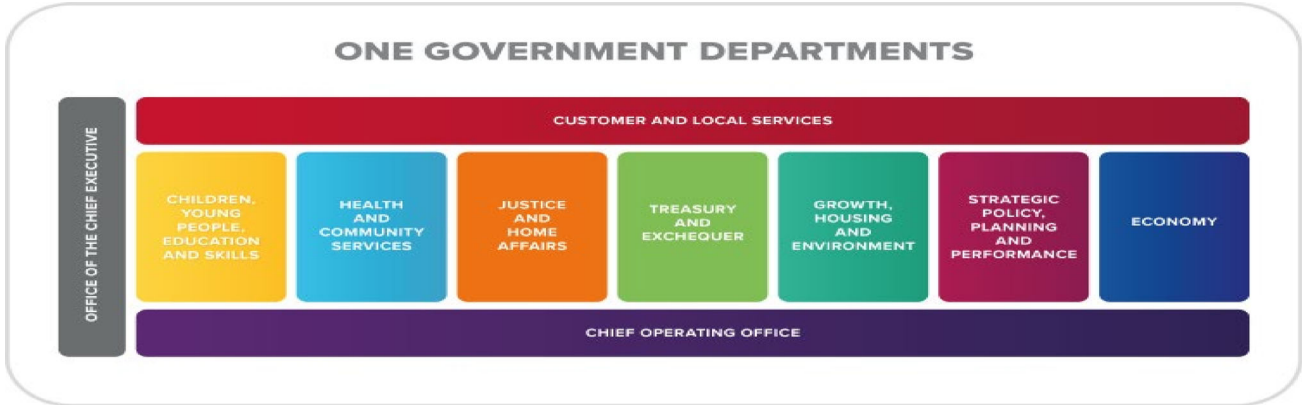 ONE GOVERNMENT DEPARTMENTS
OFFICE OF THE CHIEF EXECUTIVE
CUSTOMER AND LOCAL SERVICES
CHILDREN,
YOUNG
PEOPLE,
EDUCATION
AND SKILLS
HEALTH
AND
COMMUNITY
SERVICES
JUSTICE
AND
HOME
AFFAIRS
TREASURY
AND
EXCHEQUER
GROWTH,
HOUSING
AND
ENVIRONMENT
STRATEGIC
POLICY,
PLANNING
AND
PERFORMANCE
ECONOMY
CHIEF OPERATING OFFICE